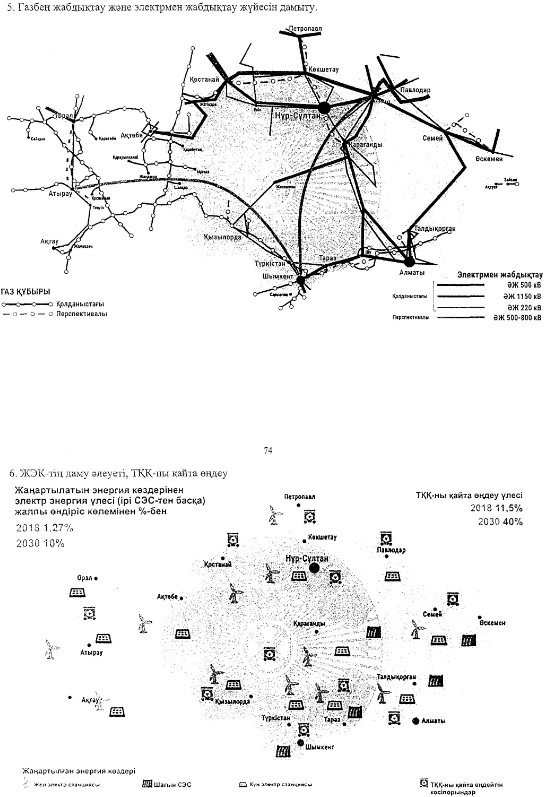 5. Газбен жабдықтау және электрмен жабдықтау жүйесін дамыту.
Петропавл
Қостанай
Көкшетау
Павлодар
Нұр-Сұлтан
Орал
Ақтөбе
Қарағанды
Семей
Өскемен
Атырау
Ақтау
Қызылорда
Түркістан
Шымкент
Тараз
Талдықорған
Алматы
ГАЗ ҚҰБЫРЫ
Қолданыстағы
Перспективалы
Электрмен жабдықтау
ӘЖ 500 кВ
Қолданыстағы
ӘЖ 1150 кВ
ӘЖ 220 кВ
Перспективалы
ӘЖ 500-800 кВ
74
6. ЖЭК-тің даму әлеуеті, ТҚҚ-ны қайта өңдеу
Жаңартылатын энергия көздерінен
электр энергия үлесі (ірі СЭС-тен басқа)
жалпы өндіріс көлемінен %-бен
2018 1,27%
2030 10%
ТҚҚ-ны қайта өңдеу үлесі
2018 11,5%
2030 40%
Петропавл
Көкшетау
Қостанай
Нұр-Сұлтан
Павлодар
Орал
Ақтөбе
Семей
Өскемен
Қарағанды
Атырау
Талдықорған
Ақтау
Қызылорда
Түркістан
Тараз
Алматы
Шымкент
Жаңартылған энергия көздері
Жел электр станциясы
Шағын СЭС
Күн электр станциясы
ТҚҚ-ны қайта өңдейтін
кәсіпорындар